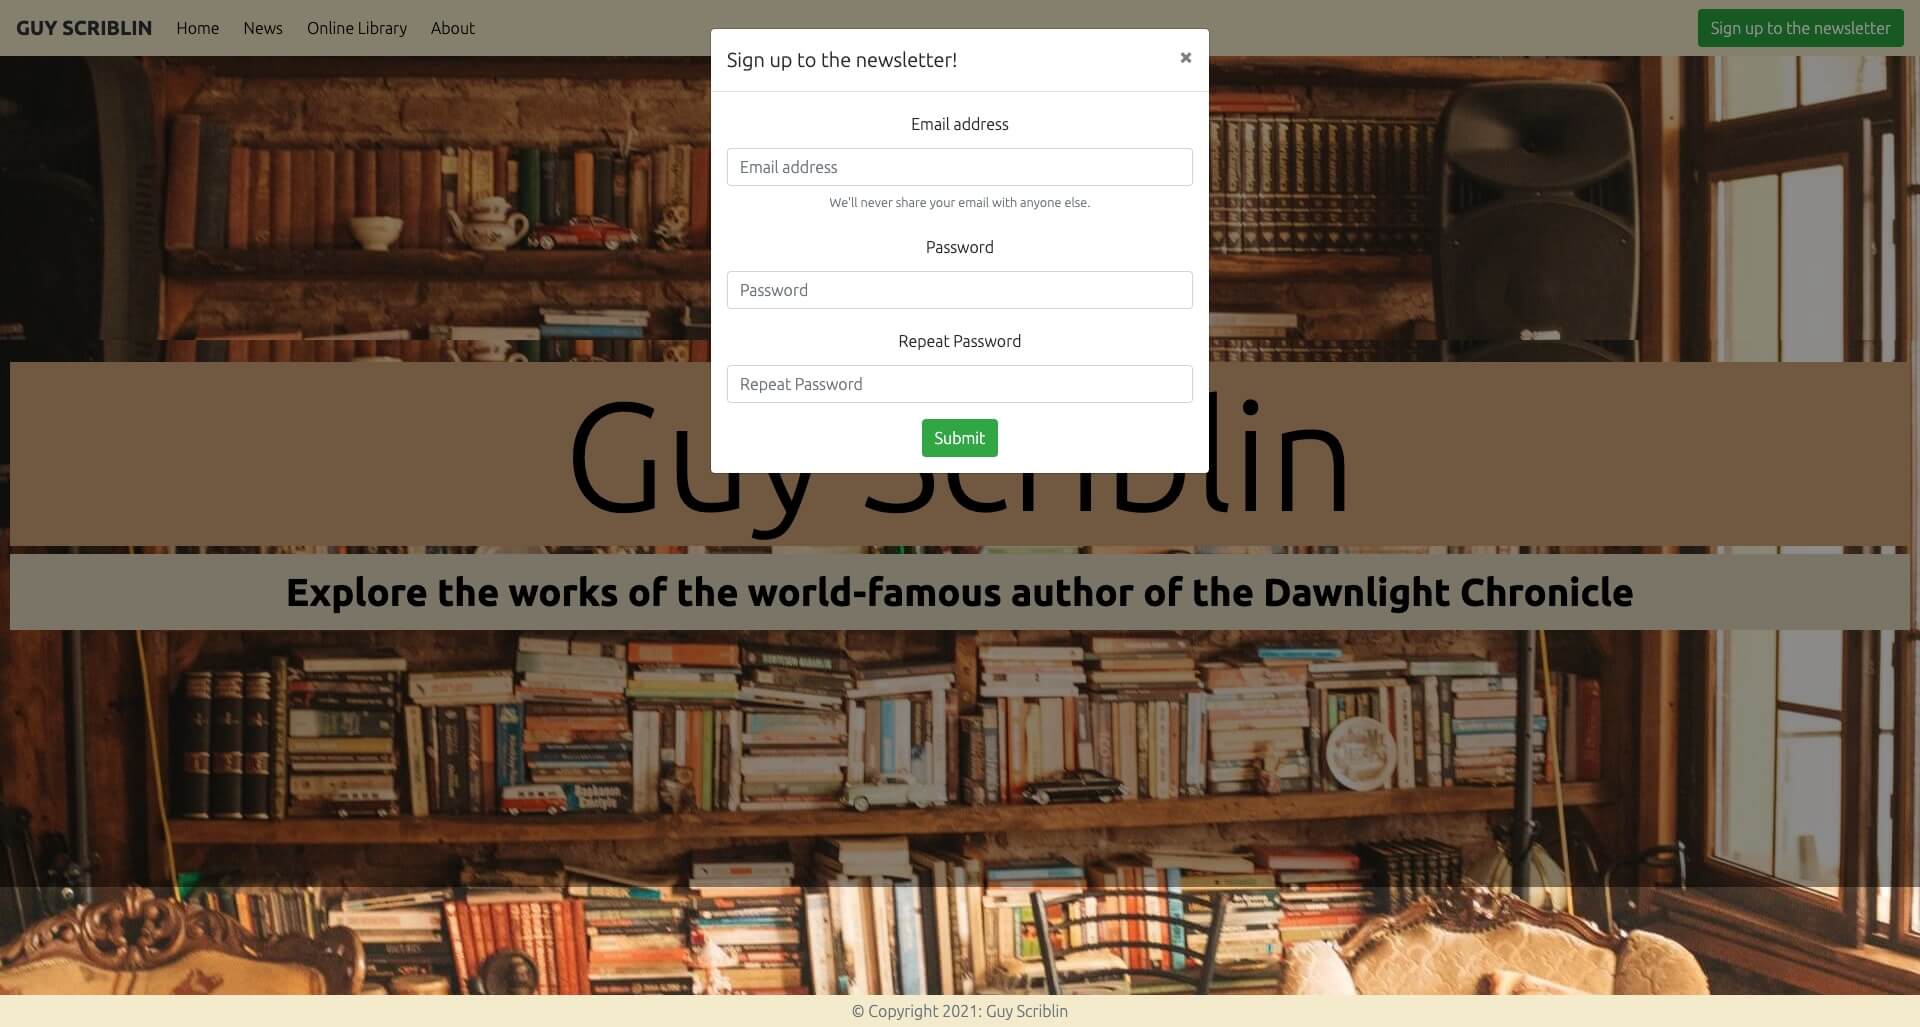 GUY SCRIBLIN Home News Online Library About Sign up to the newsletter
Sign up to the newsletter! ×
Email address
Email address
We'll never share your email with anyone else.
Password
Password
Repeat Password
Repeat Password
Submit
Guy Scriblin
Explore the works of the world-famous author of the Dawnlight Chronicle
© Copyright 2021: Guy Scriblin